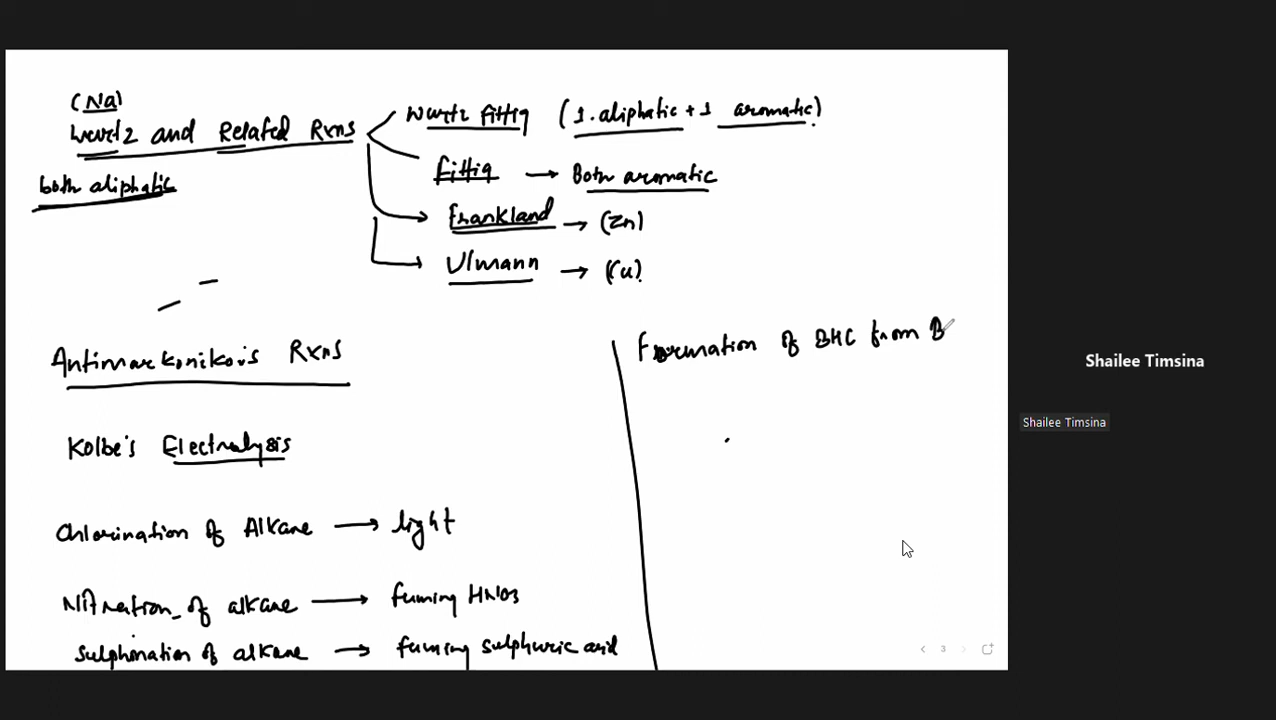 (Na)
Wurtz and Related Rxns
both aliphatic
Wurtz fittig (1. aliphatic + 1 aromatic)
Fittig → Both aromatic
Frankland → (Zn)
Ulmann → (Cu)
Antimarkonikov's Rxns
Kolbe's Electrolysis
Chlorination of Alkane → light
Nitration of alkane → fuming HNO3
sulphonation of alkane → fuming sulphuric acid
Formation of BHC from B
Shailee Timsina
Shailee Timsina
3